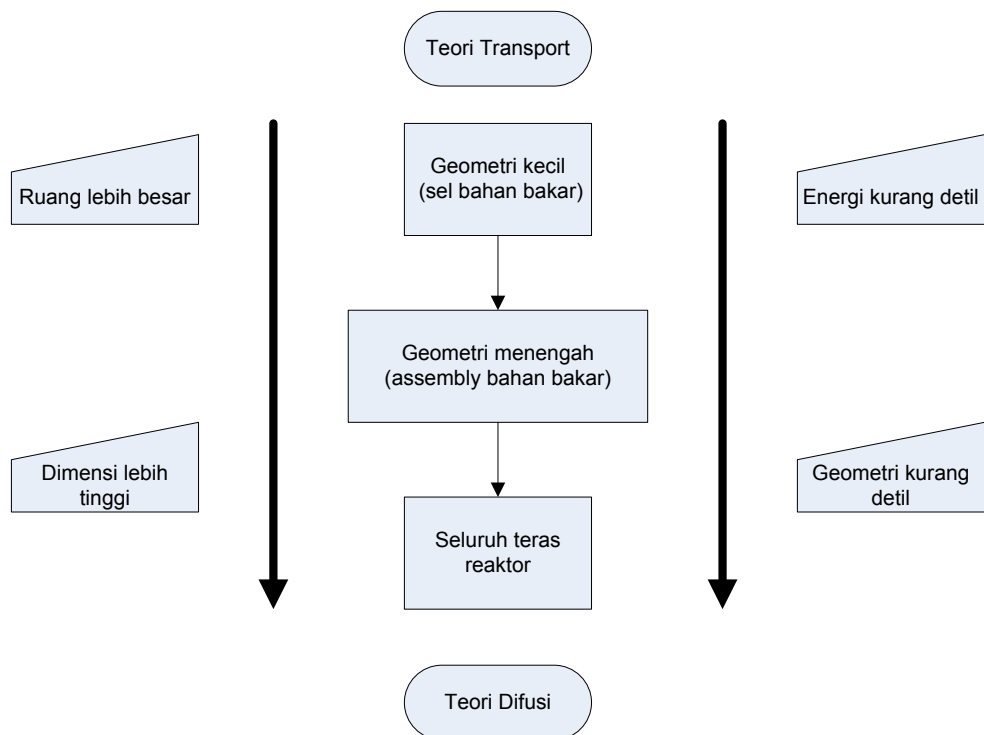 Teori Transport
Ruang lebih besar
Geometri kecil
(sel bahan bakar)
Energi kurang detil
Geometri menengah
(assembly bahan bakar)
Dimensi lebih
tinggi
Geometri kurang
detil
Seluruh teras
reaktor
Teori Difusi